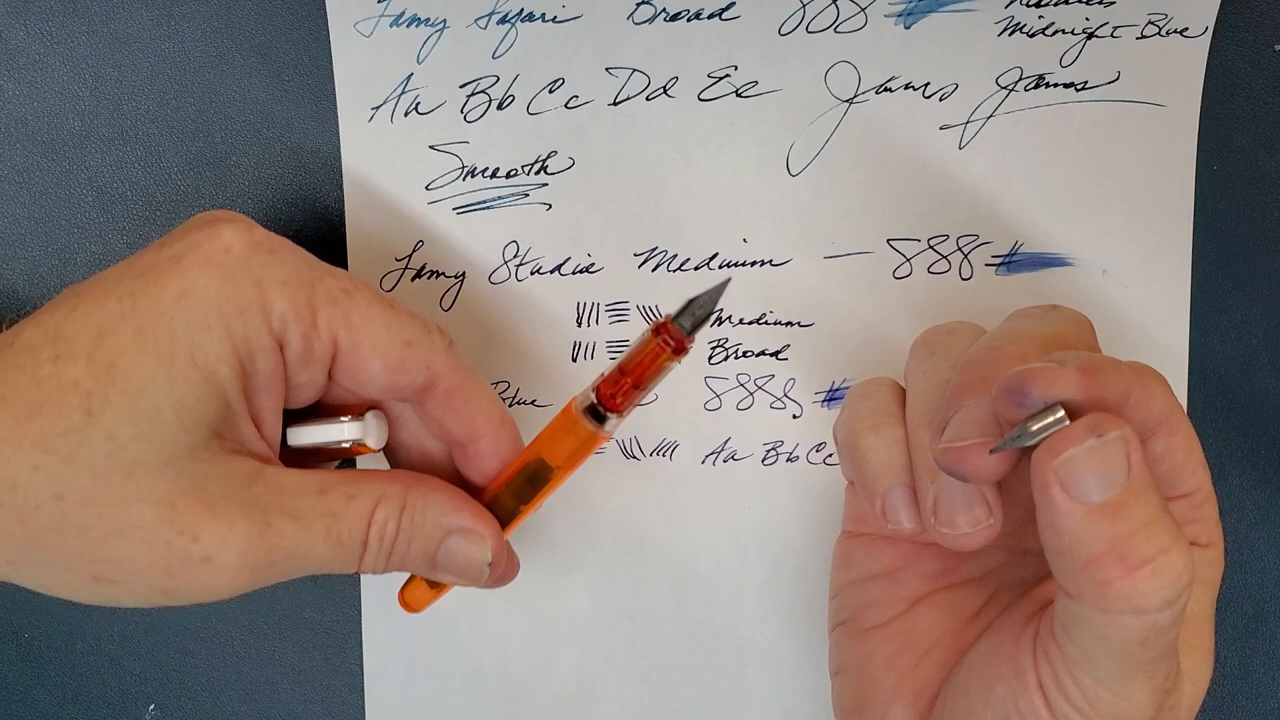 Lamy Safari Broad 888 #
Midnight Blue
Aa Bb Cc Dd Ee James James
Smooth
Lamy Studio Medium — 888 #
Medium
Broad
Blue 8888 #
Aa Bb Cc